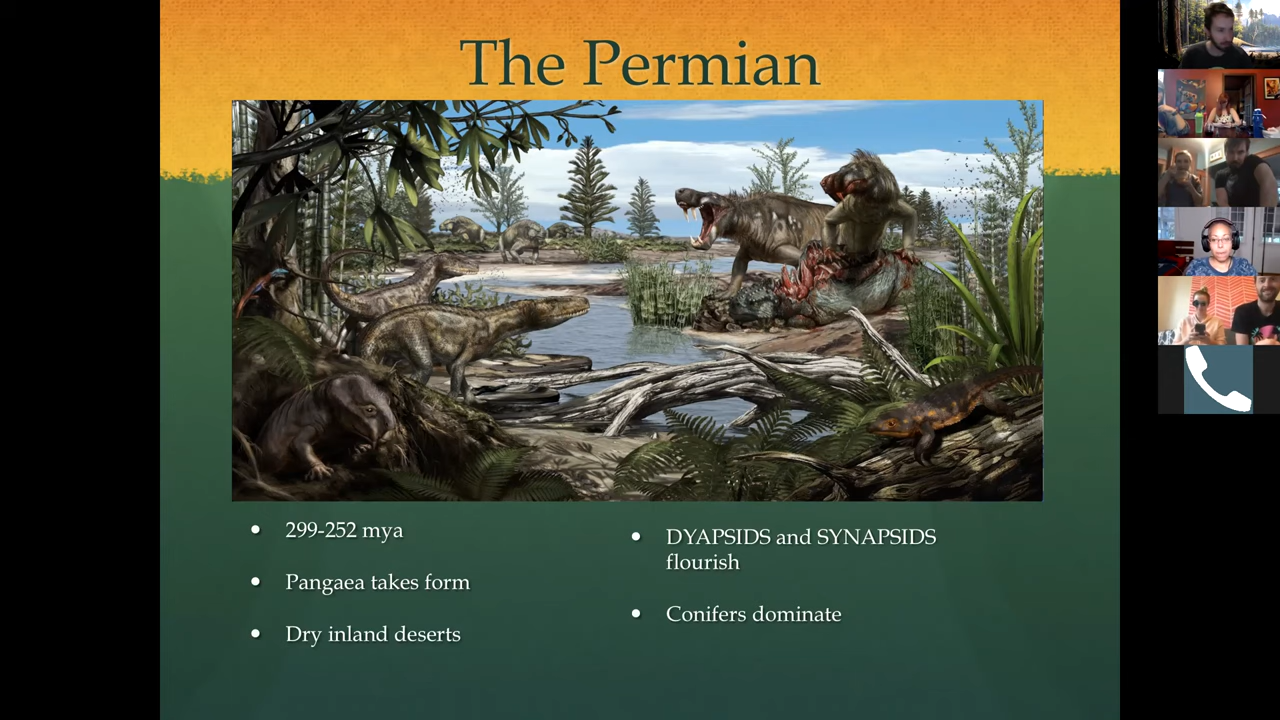 The Permian
• 299-252 mya
• Pangaea takes form
• Dry inland deserts
• DYAPSIDS and SYNAPSIDS
flourish
• Conifers dominate